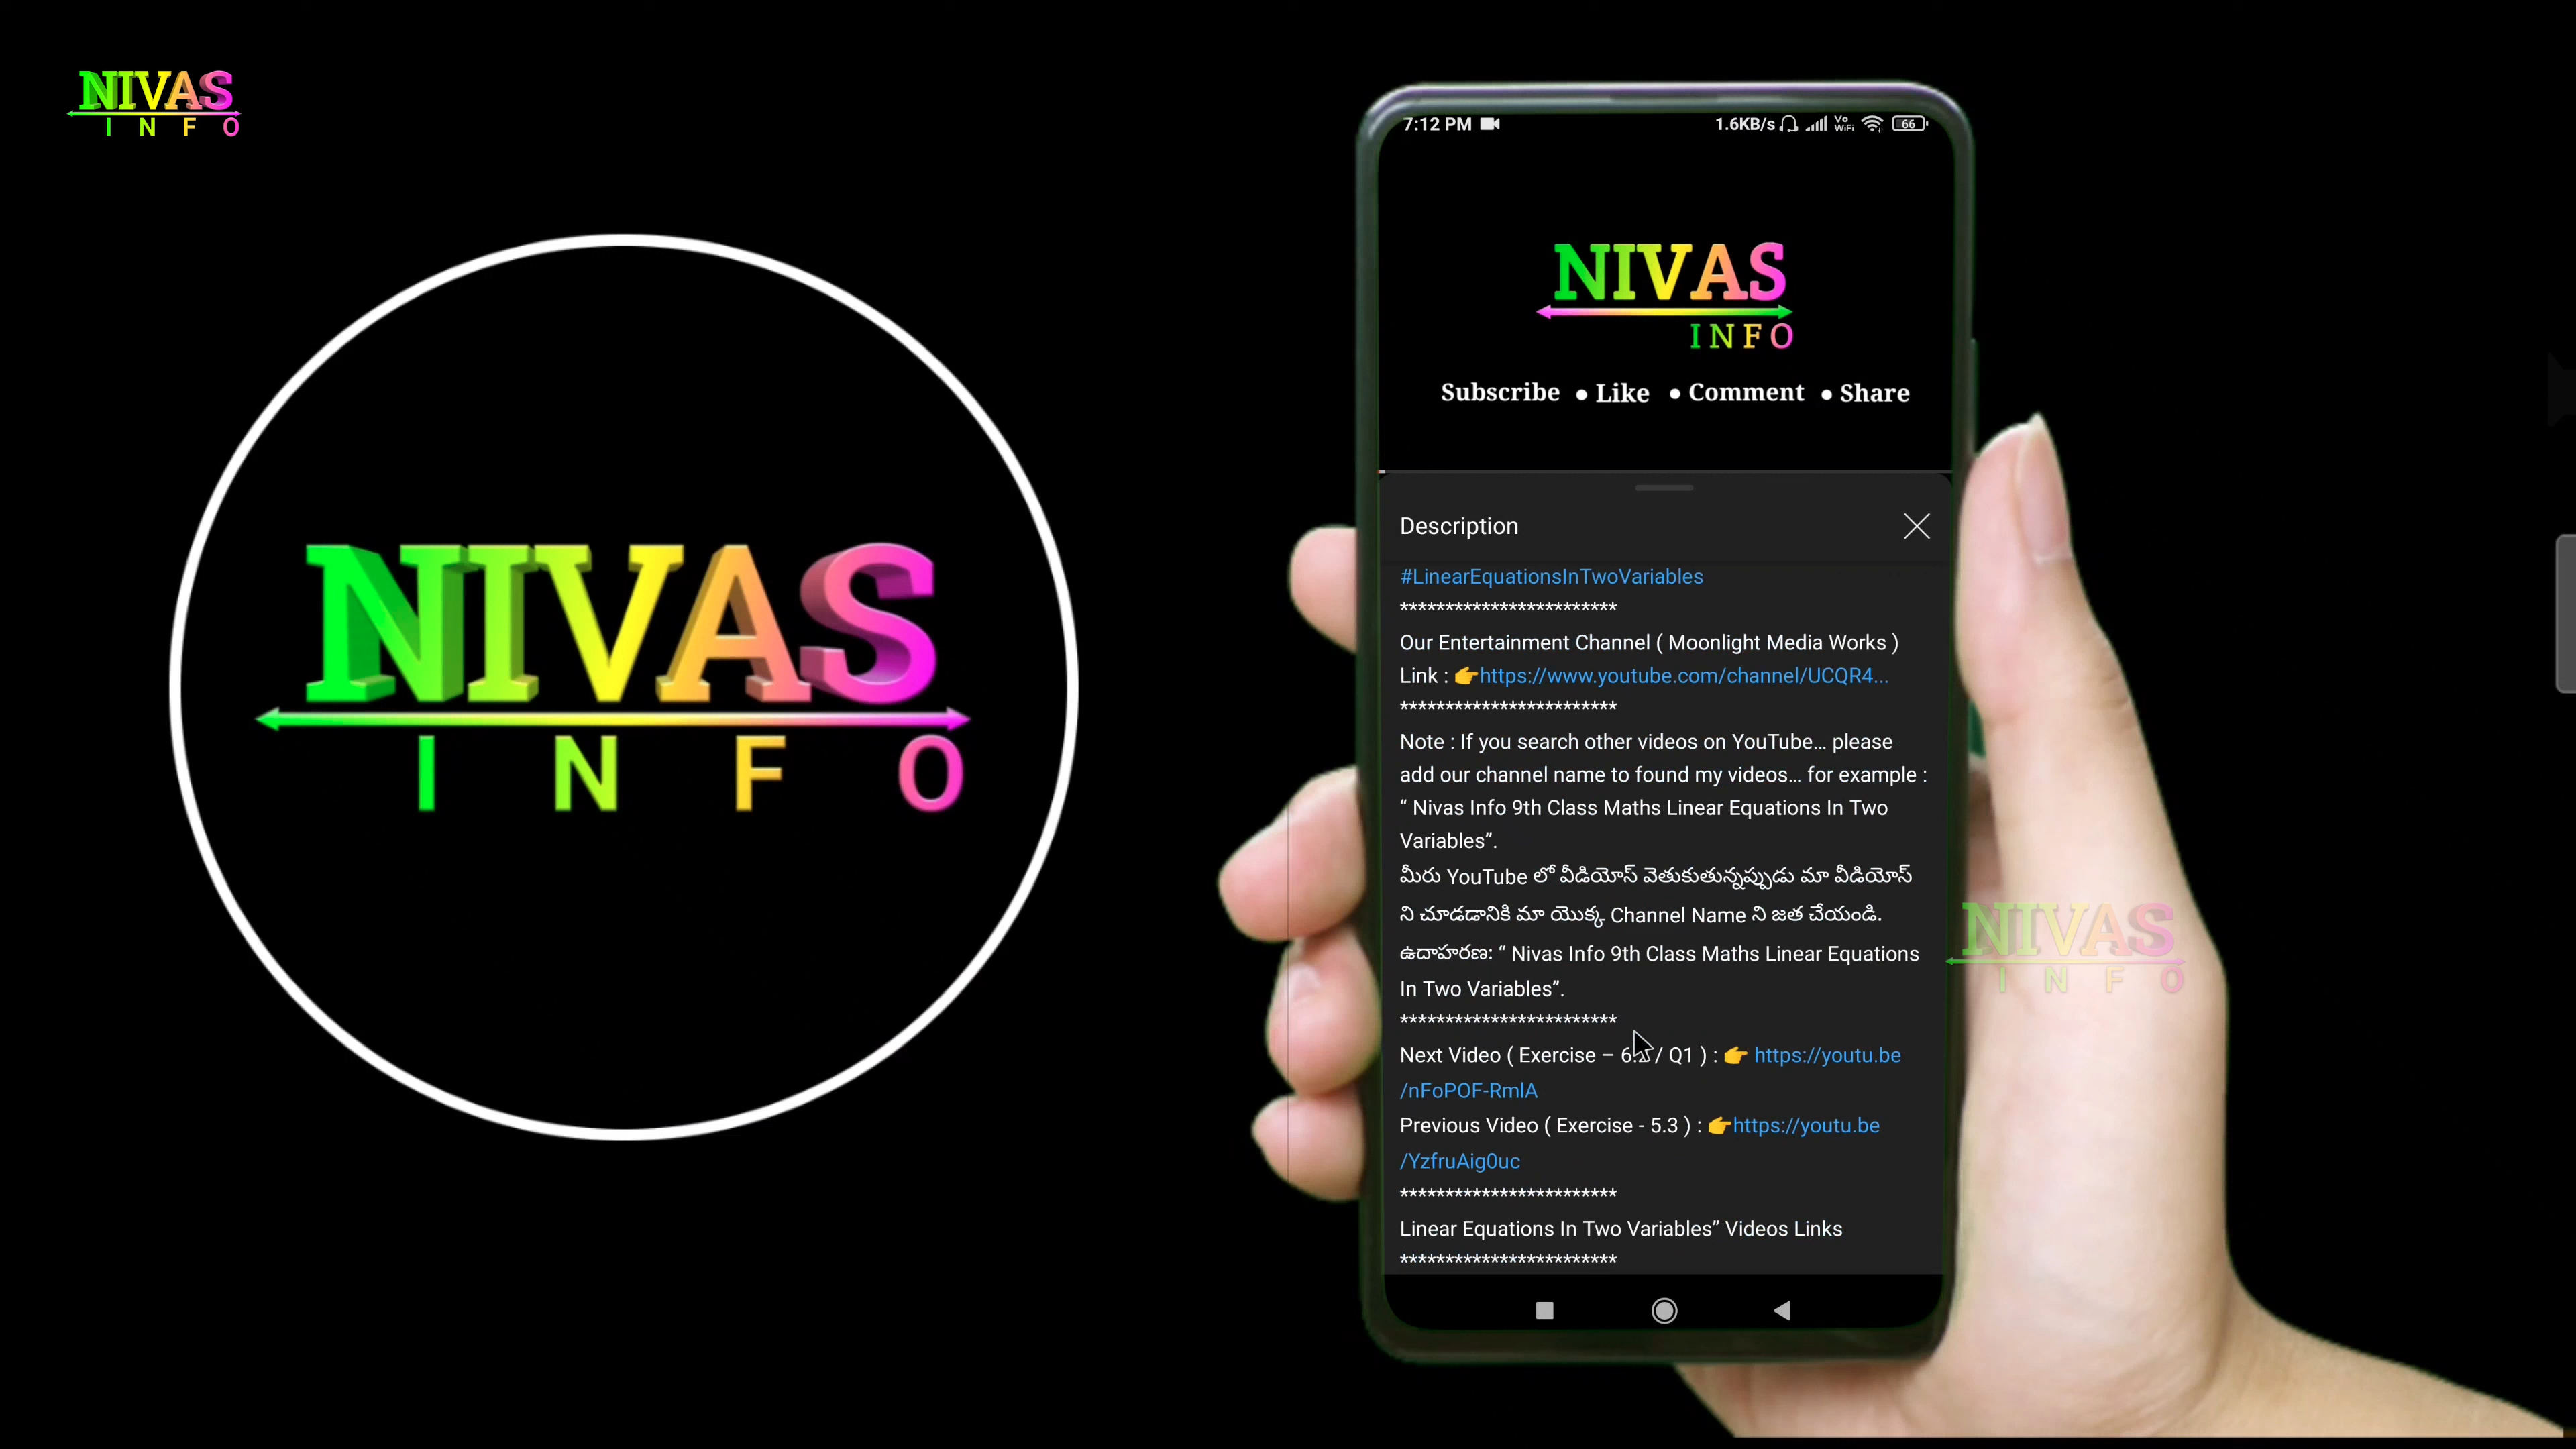 NIVAS
INFO
NIVAS
INFO
7:12 PM 1.6KB/s Vo WiFi 66
NIVAS
INFO
Subscribe • Like • Comment • Share
Description
#LinearEquationsInTwoVariables
************************
Our Entertainment Channel ( Moonlight Media Works )
Link : 👉https://www.youtube.com/channel/UCQR4...
************************
Note : If you search other videos on YouTube... please
add our channel name to found my videos... for example :
“ Nivas Info 9th Class Maths Linear Equations In Two
Variables”.
మీరు YouTube లో వీడియోస్ వెతుకుతున్నప్పుడు మా వీడియోస్
ని చూడడానికి మా యొక్క Channel Name ని జత చేయండి.
ఉదాహరణ: “ Nivas Info 9th Class Maths Linear Equations
In Two Variables”.
************************
Next Video ( Exercise – / Q1 ) : 👉 https://youtu.be
/nFoPOF-RmlA
Previous Video ( Exercise - 5.3 ) : 👉https://youtu.be
/YzfruAig0uc
************************
Linear Equations In Two Variables” Videos Links
************************
NIVAS
INFO